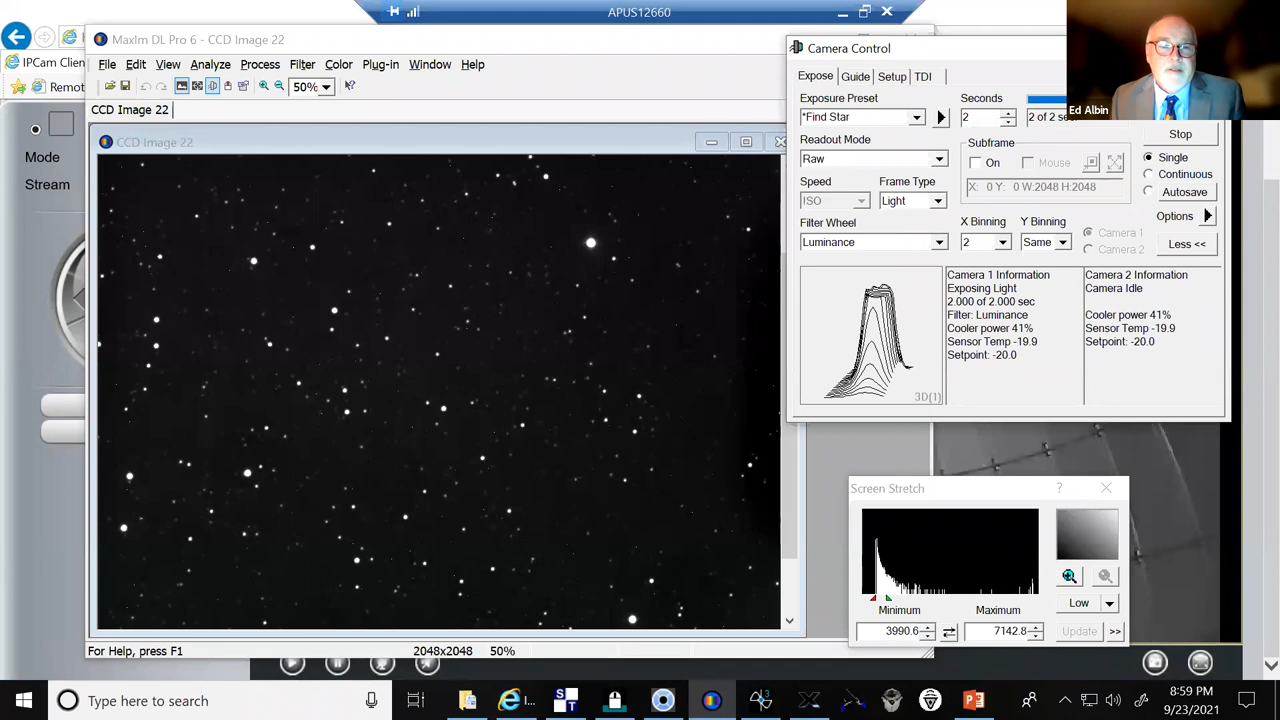 APUS12660
IPCam Clien
Remot
Mode
Stream
MaxIm DL Pro 6 - CCD Image 22
File Edit View Analyze Process Filter Color Plug-in Window Help
50%
CCD Image 22
CCD Image 22
For Help, press F1
2048x2048 50%
Camera Control
Expose Guide Setup TDI
Exposure Preset
*Find Star
Seconds
2
2 of 2 sec
Stop
Readout Mode
Raw
Subframe
On Mouse
X: 0 Y: 0 W:2048 H:2048
Single
Continuous
Autosave
Speed
ISO
Frame Type
Light
Options
Filter Wheel
Luminance
X Binning
2
Y Binning
Same
Camera 1
Camera 2
Less <<
3D(1)
Camera 1 Information
Exposing Light
2.000 of 2.000 sec
Filter: Luminance
Cooler power 41%
Sensor Temp -19.9
Setpoint: -20.0
Camera 2 Information
Camera Idle
Cooler power 41%
Sensor Temp -19.9
Setpoint: -20.0
Ed Albin
Screen Stretch
?
Low
Minimum
Maximum
3990.6
7142.8
Update >>
Type here to search
8:59 PM
9/23/2021